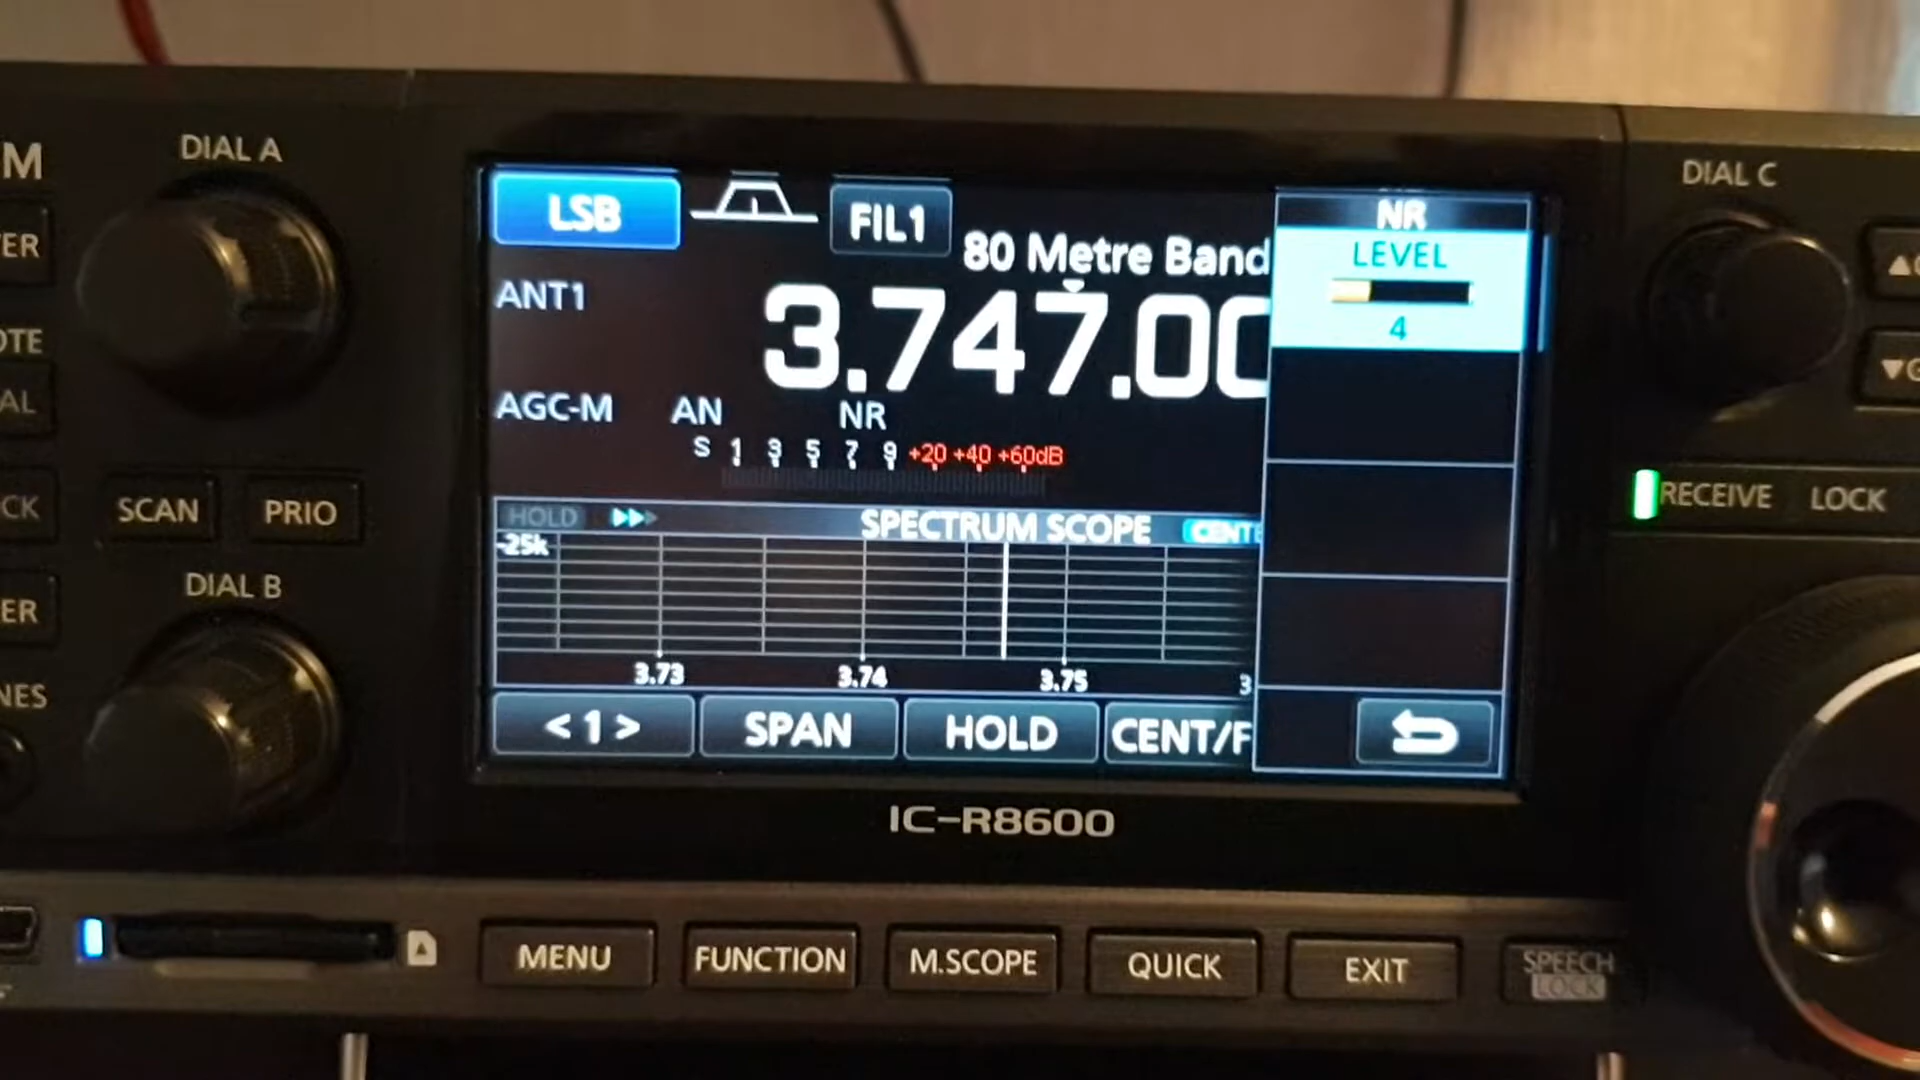 DIAL A
DIAL C
M
ER
LSB
FIL1
80 Metre Band
NR
LEVEL
4
ANT1
3.747.00
OTE
AL
AGC-M AN NR
S 1 3 5 7 9 +20 +40 +60dB
CK
SCAN PRIO
HOLD SPECTRUM SCOPE CENTE
RECEIVE LOCK
-25k
DIAL B
ER
3.73 3.74 3.75 3
NES
<1> SPAN HOLD CENT/F
IC-R8600
MENU FUNCTION M.SCOPE QUICK EXIT SPEECH
LOCK